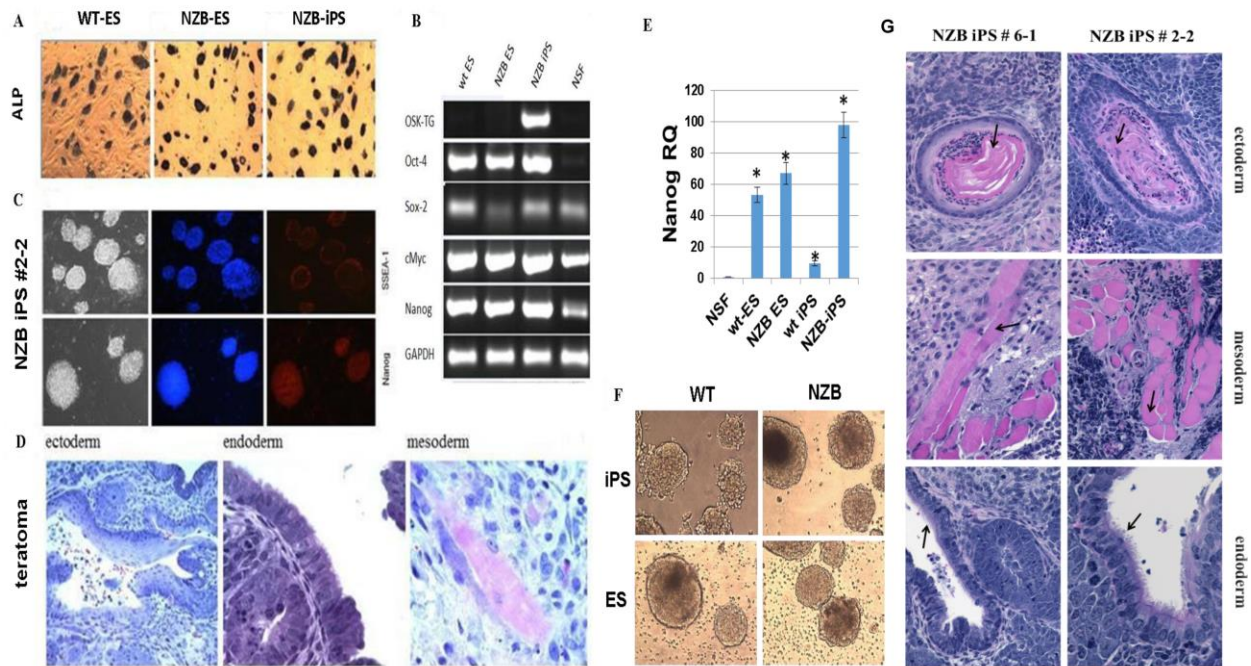 A
WT-ES
NZB-ES
NZB-iPS
ALP
B
wt ES
NZB ES
NZB iPS
NSF
OSK-TG
Oct-4
Sox-2
cMyc
Nanog
GAPDH
C
NZB iPS #2-2
SSEA-1
Nanog
D
ectoderm
endoderm
mesoderm
teratoma
E
Nanog RQ
120
100
80
60
40
20
0
*
*
*
*
NSF
wt-ES
NZB ES
wt iPS
NZB-iPS
F
WT
NZB
iPS
ES
G
NZB iPS # 6-1
NZB iPS # 2-2
ectoderm
mesoderm
endoderm